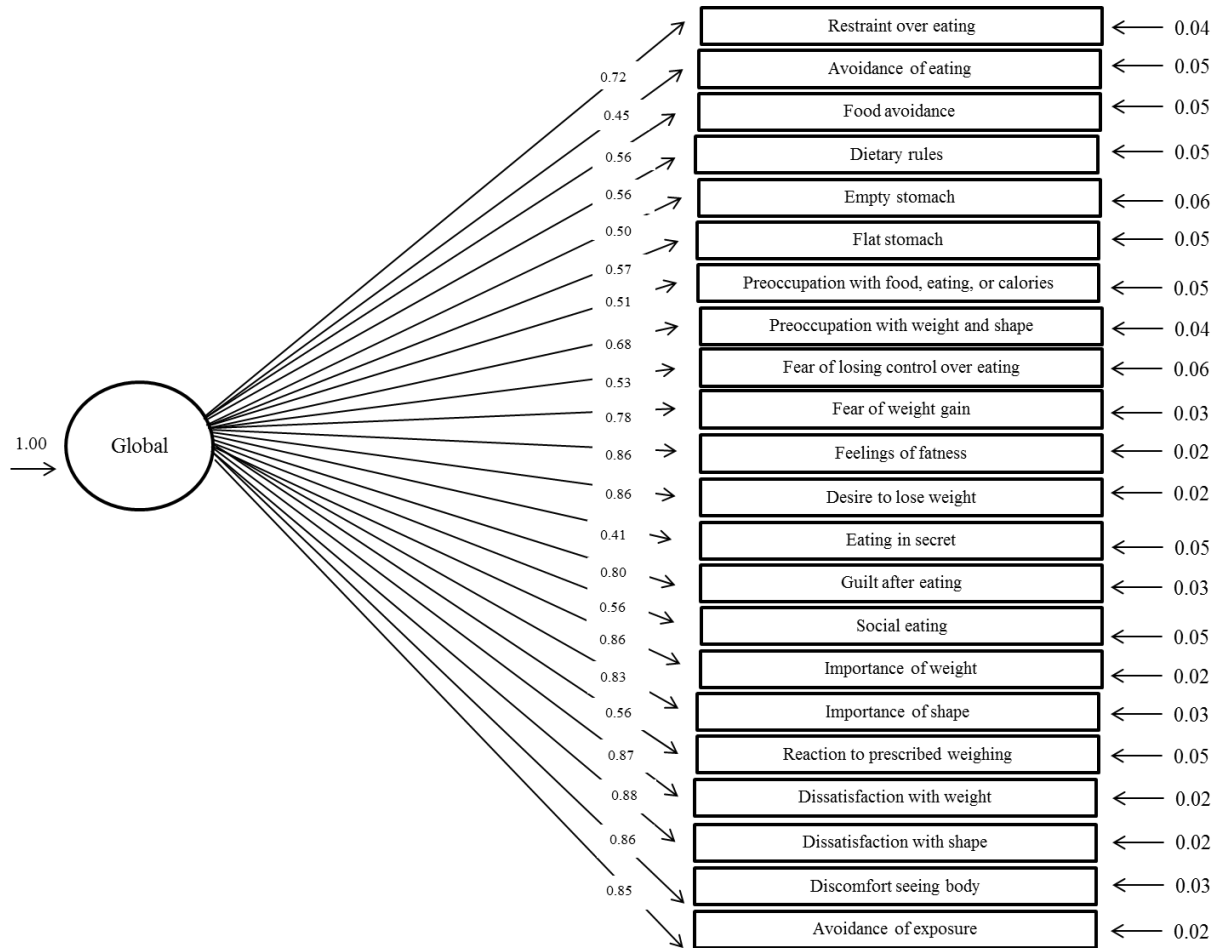 Restraint over eating
0.04
0.72
Avoidance of eating
0.05
0.45
Food avoidance
0.05
0.56
Dietary rules
0.05
0.56
Empty stomach
0.06
0.50
Flat stomach
0.05
0.57
Preoccupation with food, eating, or calories
0.05
0.51
Preoccupation with weight and shape
0.04
0.68
Fear of losing control over eating
0.06
0.53
Fear of weight gain
0.03
0.78
1.00
Global
Feelings of fatness
0.02
0.86
Desire to lose weight
0.02
0.86
Eating in secret
0.05
0.41
Guilt after eating
0.03
0.80
Social eating
0.05
0.56
Importance of weight
0.02
0.86
Importance of shape
0.03
0.83
Reaction to prescribed weighing
0.05
0.56
Dissatisfaction with weight
0.02
0.87
Dissatisfaction with shape
0.02
0.88
Discomfort seeing body
0.03
0.86
Avoidance of exposure
0.02
0.85